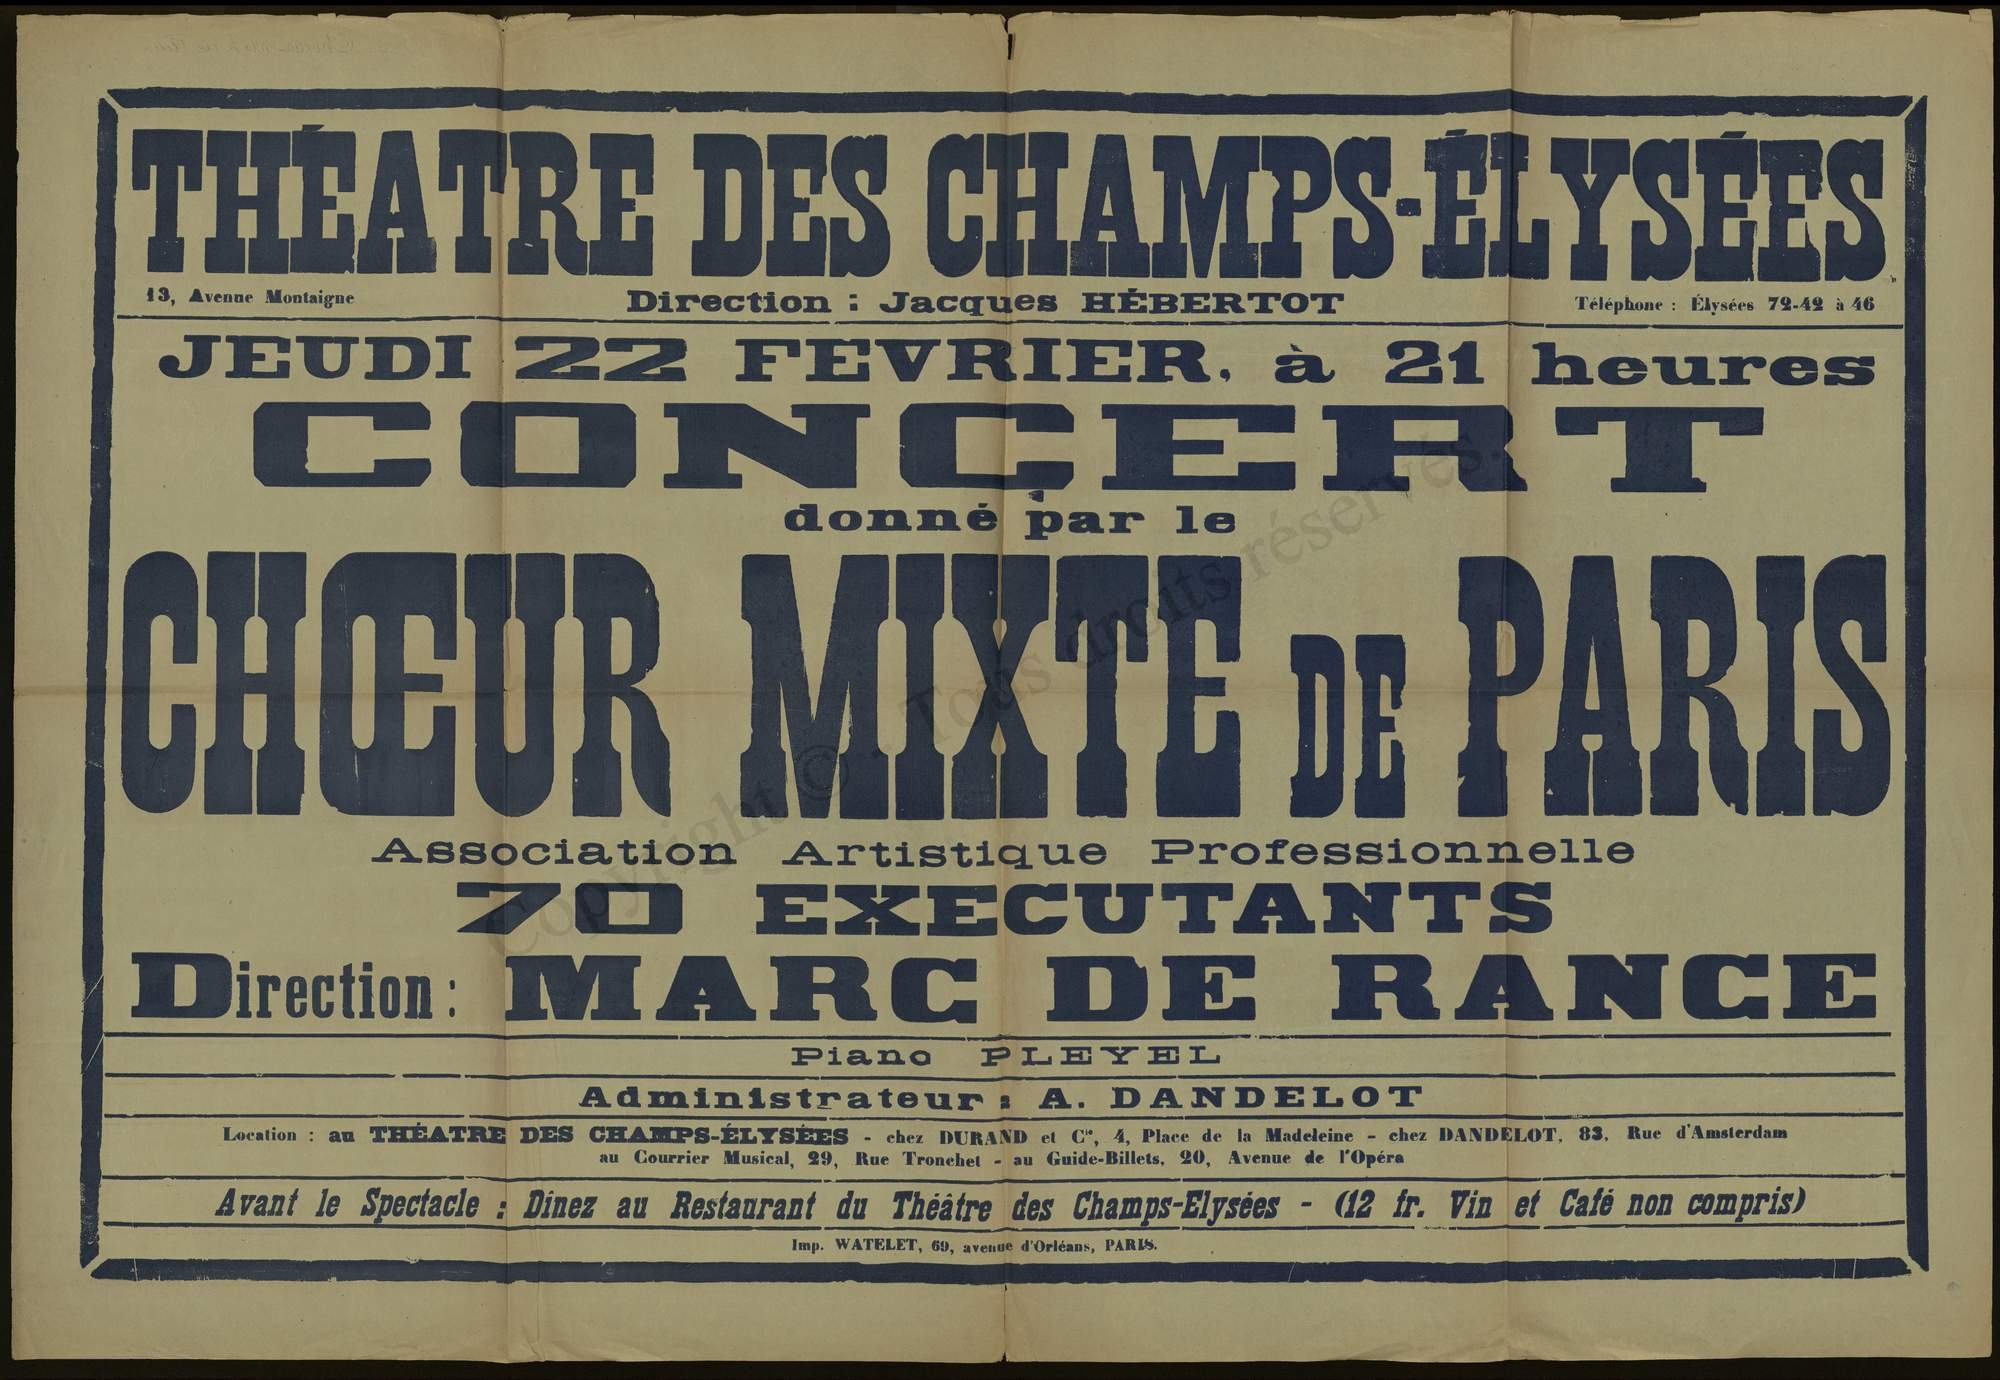 THÉATRE DES CHAMPS-ÉLYSÉES
13, Avenue Montaigne Direction : Jacques HÉBERTOT Téléphone : Élysées 72-42 à 46
JEUDI 22 FEVRIER, à 21 heures
CONCERT
donné par le
CHŒUR MIXTE DE PARIS
Association Artistique Professionnelle
70 EXECUTANTS
Direction : MARC DE RANCE
Piano PLEYEL
Administrateur : A. DANDELOT
Location : au THÉATRE DES CHAMPS-ÉLYSÉES - chez DURAND et Cie, 4, Place de la Madeleine - chez DANDELOT, 83, Rue d'Amsterdam
au Courrier Musical, 29, Rue Tronchet - au Guide-Billets, 20, Avenue de l'Opéra
Avant le Spectacle : Dînez au Restaurant du Théâtre des Champs-Elysées - (12 fr. Vin et Café non compris)
Imp. WATELET, 69, avenue d'Orléans, PARIS.
Copyright © . Tous droits réservés.